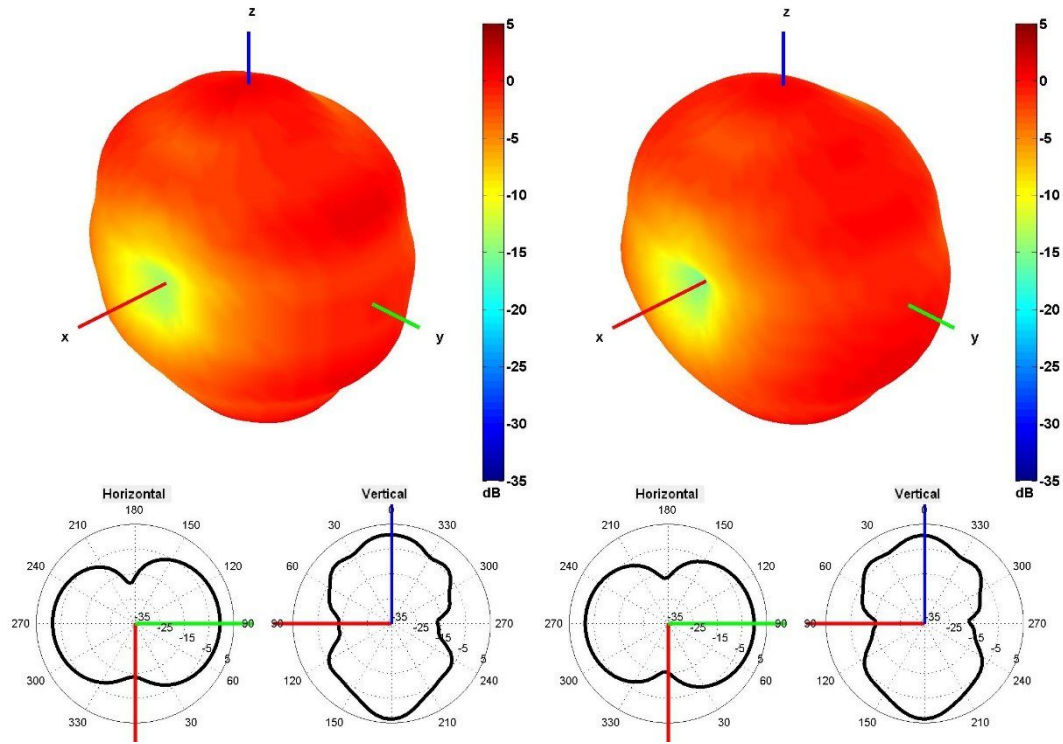 z z
5 5
0 0
-5 -5
-10 -10
-15 -15
-20 -20
-25 -25
x y x y
-30 -30
-35 -35
dB dB
Horizontal Vertical Horizontal Vertical
180 0 180 0
210 150 30 330 210 150 30 330
240 120 60 300 240 120 60 300
270 90 90 270 270 90 90 270
-35 -25 -15 -5 5 -35 -25 -15 -5 5 -35 -25 -15 -5 5 -35 -25 -15 -5 5
300 60 120 240 300 60 120 240
330 30 150 210 330 30 150 210